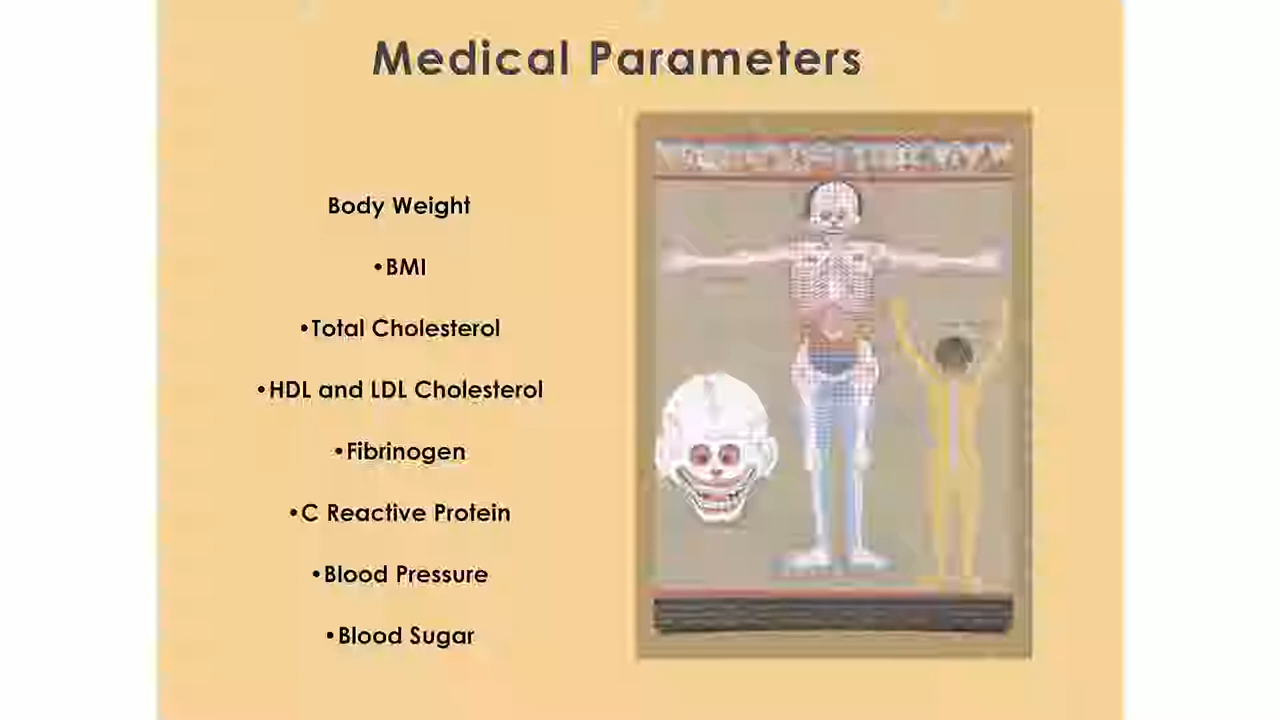 Medical Parameters
Body Weight
•BMI
•Total Cholesterol
•HDL and LDL Cholesterol
•Fibrinogen
•C Reactive Protein
•Blood Pressure
•Blood Sugar